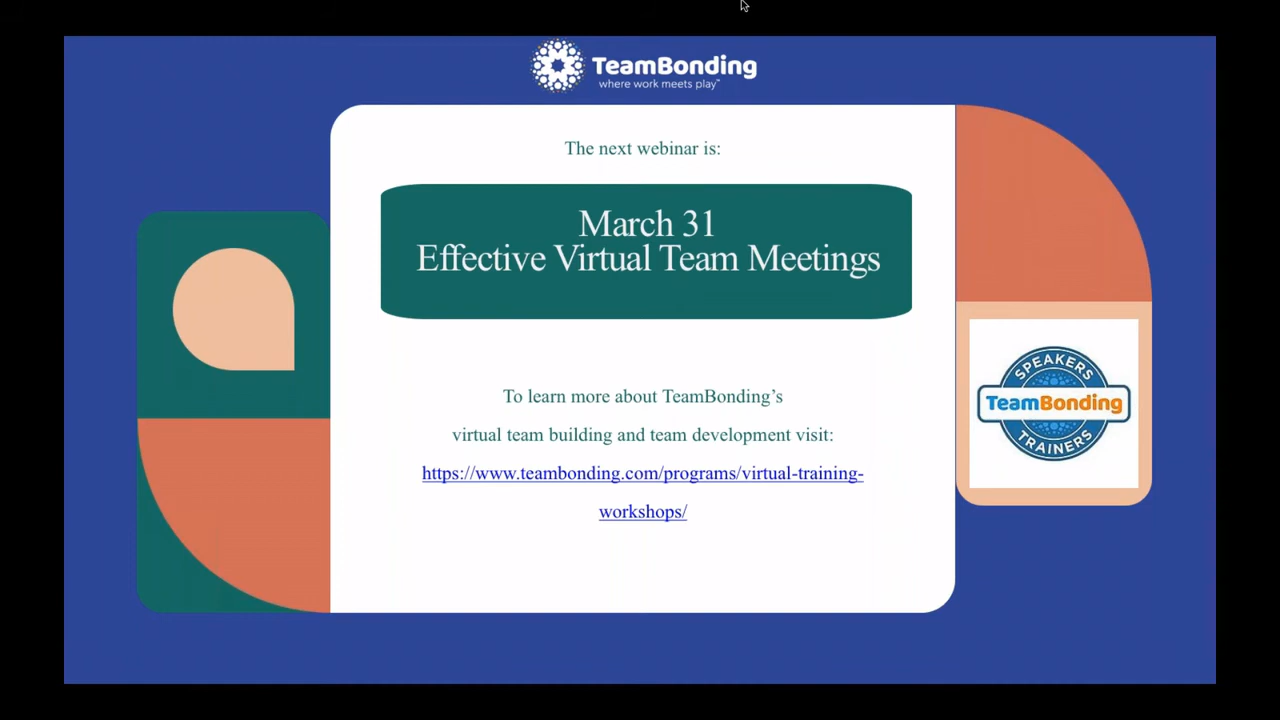 TeamBonding
where work meets play™
The next webinar is:
March 31
Effective Virtual Team Meetings
To learn more about TeamBonding’s
virtual team building and team development visit:
https://www.teambonding.com/programs/virtual-training-
workshops/
SPEAKERS
TeamBonding
TRAINERS